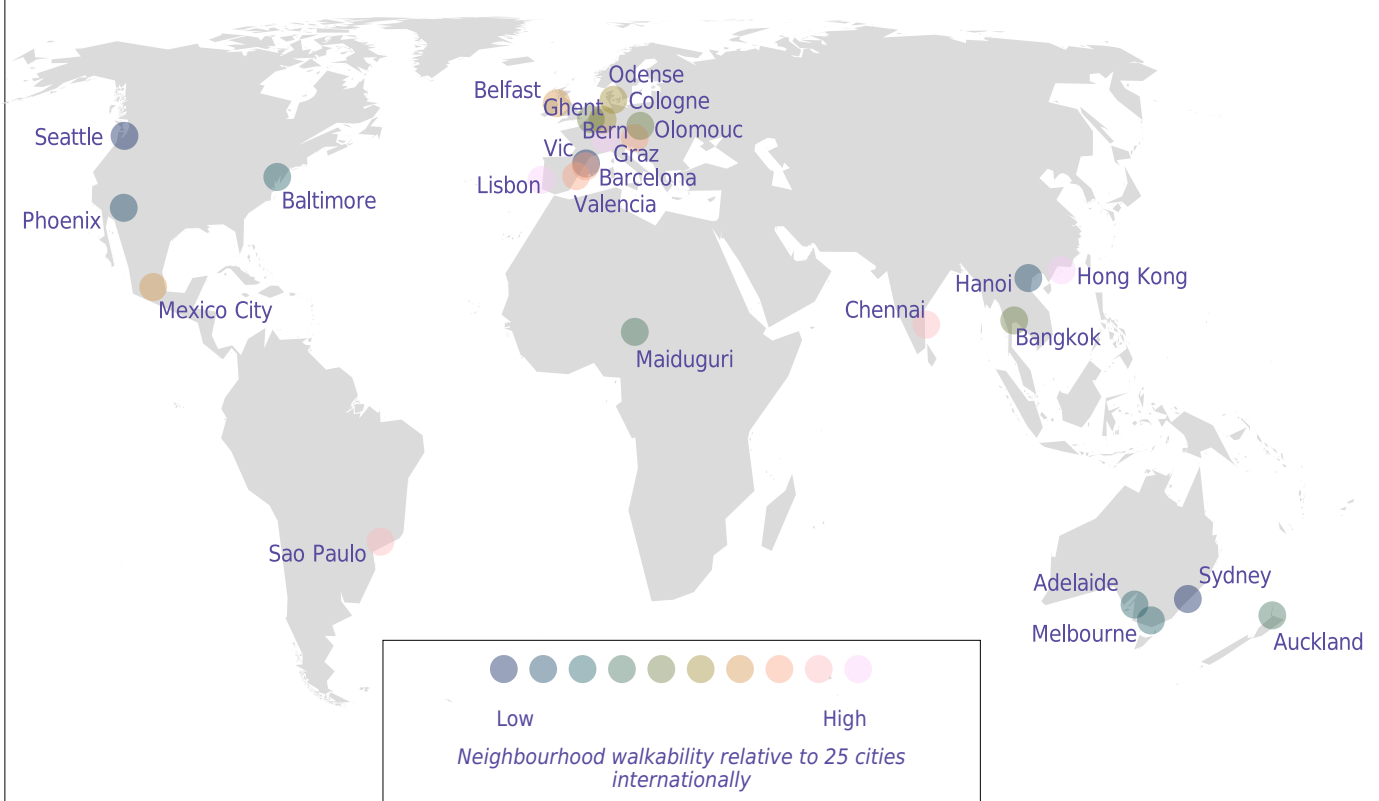 Odense
Belfast
Cologne
Ghent
Seattle
Bern
Olomouc
Vic
Graz
Lisbon
Barcelona
Baltimore
Valencia
Phoenix
Hanoi
Hong Kong
Mexico City
Chennai
Bangkok
Maiduguri
Sao Paulo
Adelaide
Sydney
Melbourne
Auckland
Low
High
Neighbourhood walkability relative to 25 cities
internationally